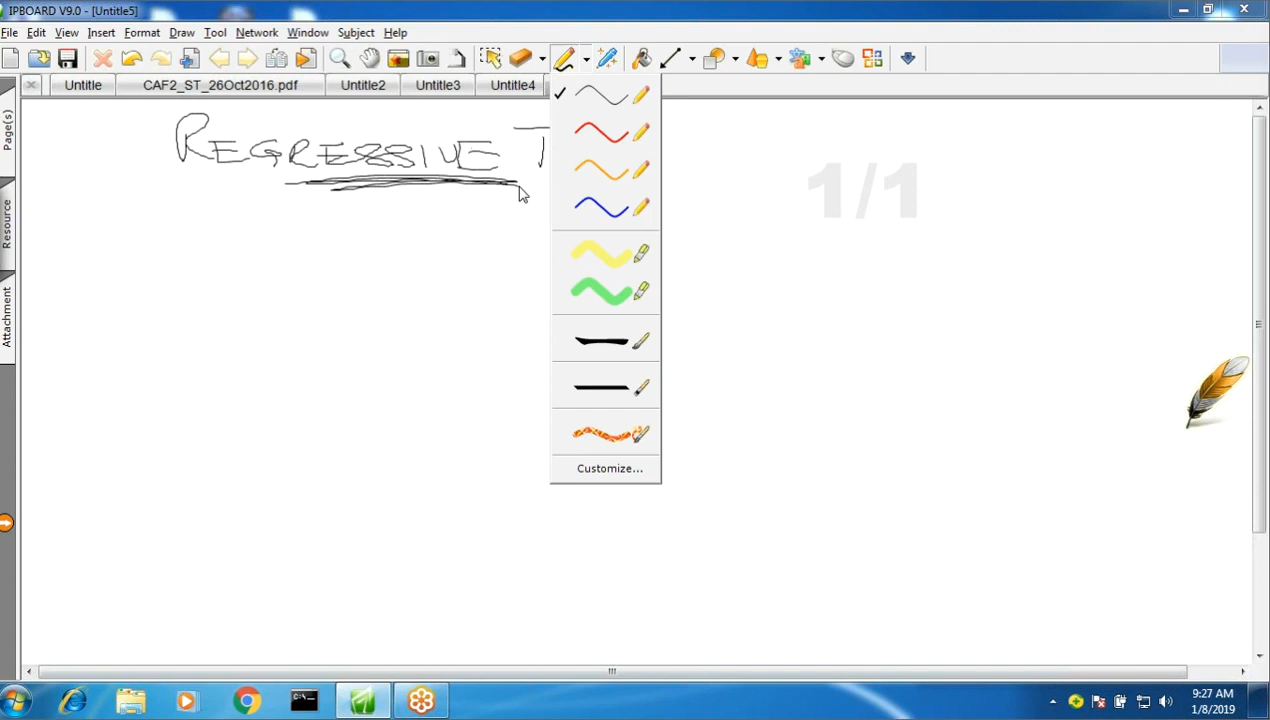 IPBOARD V9.0 - [Untitle5]
File Edit View Insert Format Draw Tool Network Window Subject Help
Untitle CAF2_ST_26Oct2016.pdf Untitle2 Untitle3 Untitle4
Page(s)
Resource
Attachment
REGRESSIVE T
1/1
Customize...
9:27 AM
1/8/2019